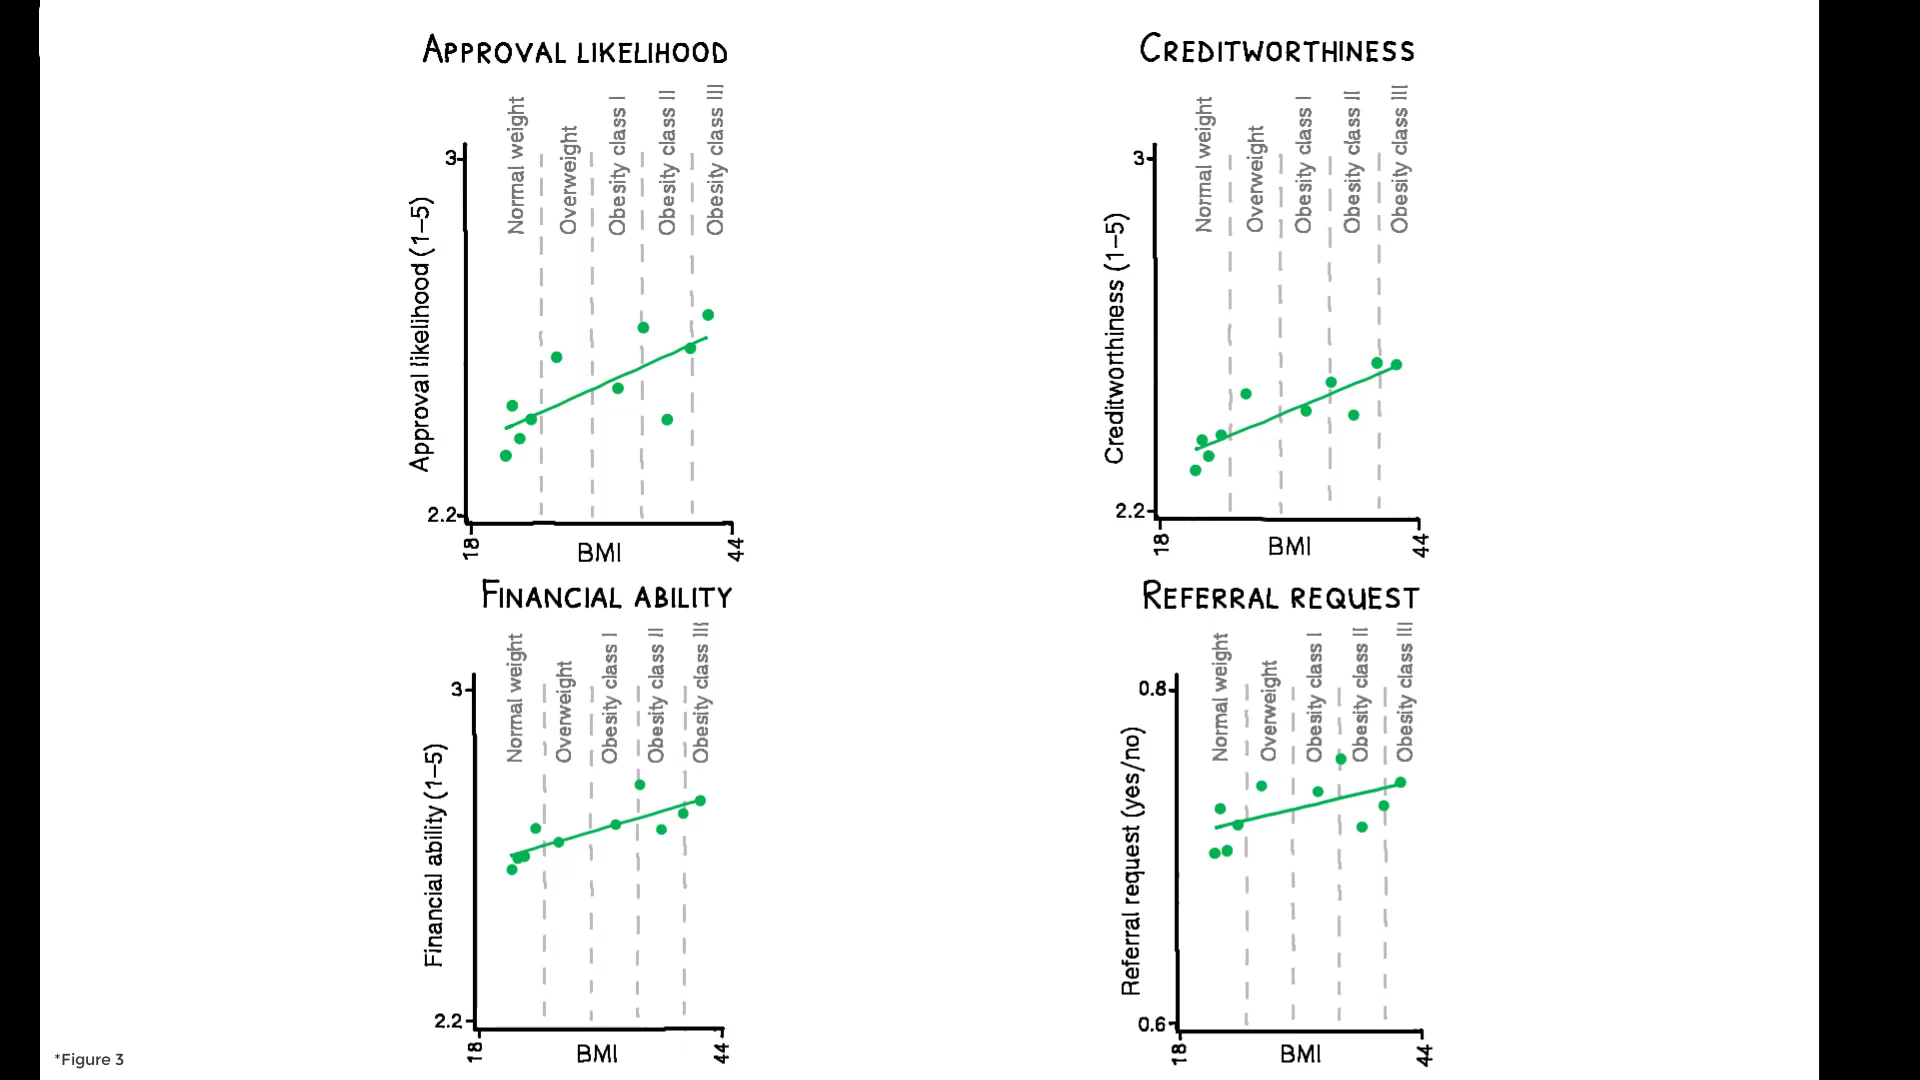 APPROVAL LIKELIHOOD
Normal weight
Overweight
Obesity class I
Obesity class II
Obesity class III
3
Approval likelihood (1–5)
2.2
18
BMI
44
CREDITWORTHINESS
Normal weight
Overweight
Obesity class I
Obesity class II
Obesity class III
3
Creditworthiness (1–5)
2.2
18
BMI
44
FINANCIAL ABILITY
Normal weight
Overweight
Obesity class I
Obesity class II
Obesity class III
3
Financial ability (1–5)
2.2
18
BMI
44
REFERRAL REQUEST
Normal weight
Overweight
Obesity class I
Obesity class II
Obesity class III
0.8
Referral request (yes/no)
0.6
18
BMI
44
*Figure 3